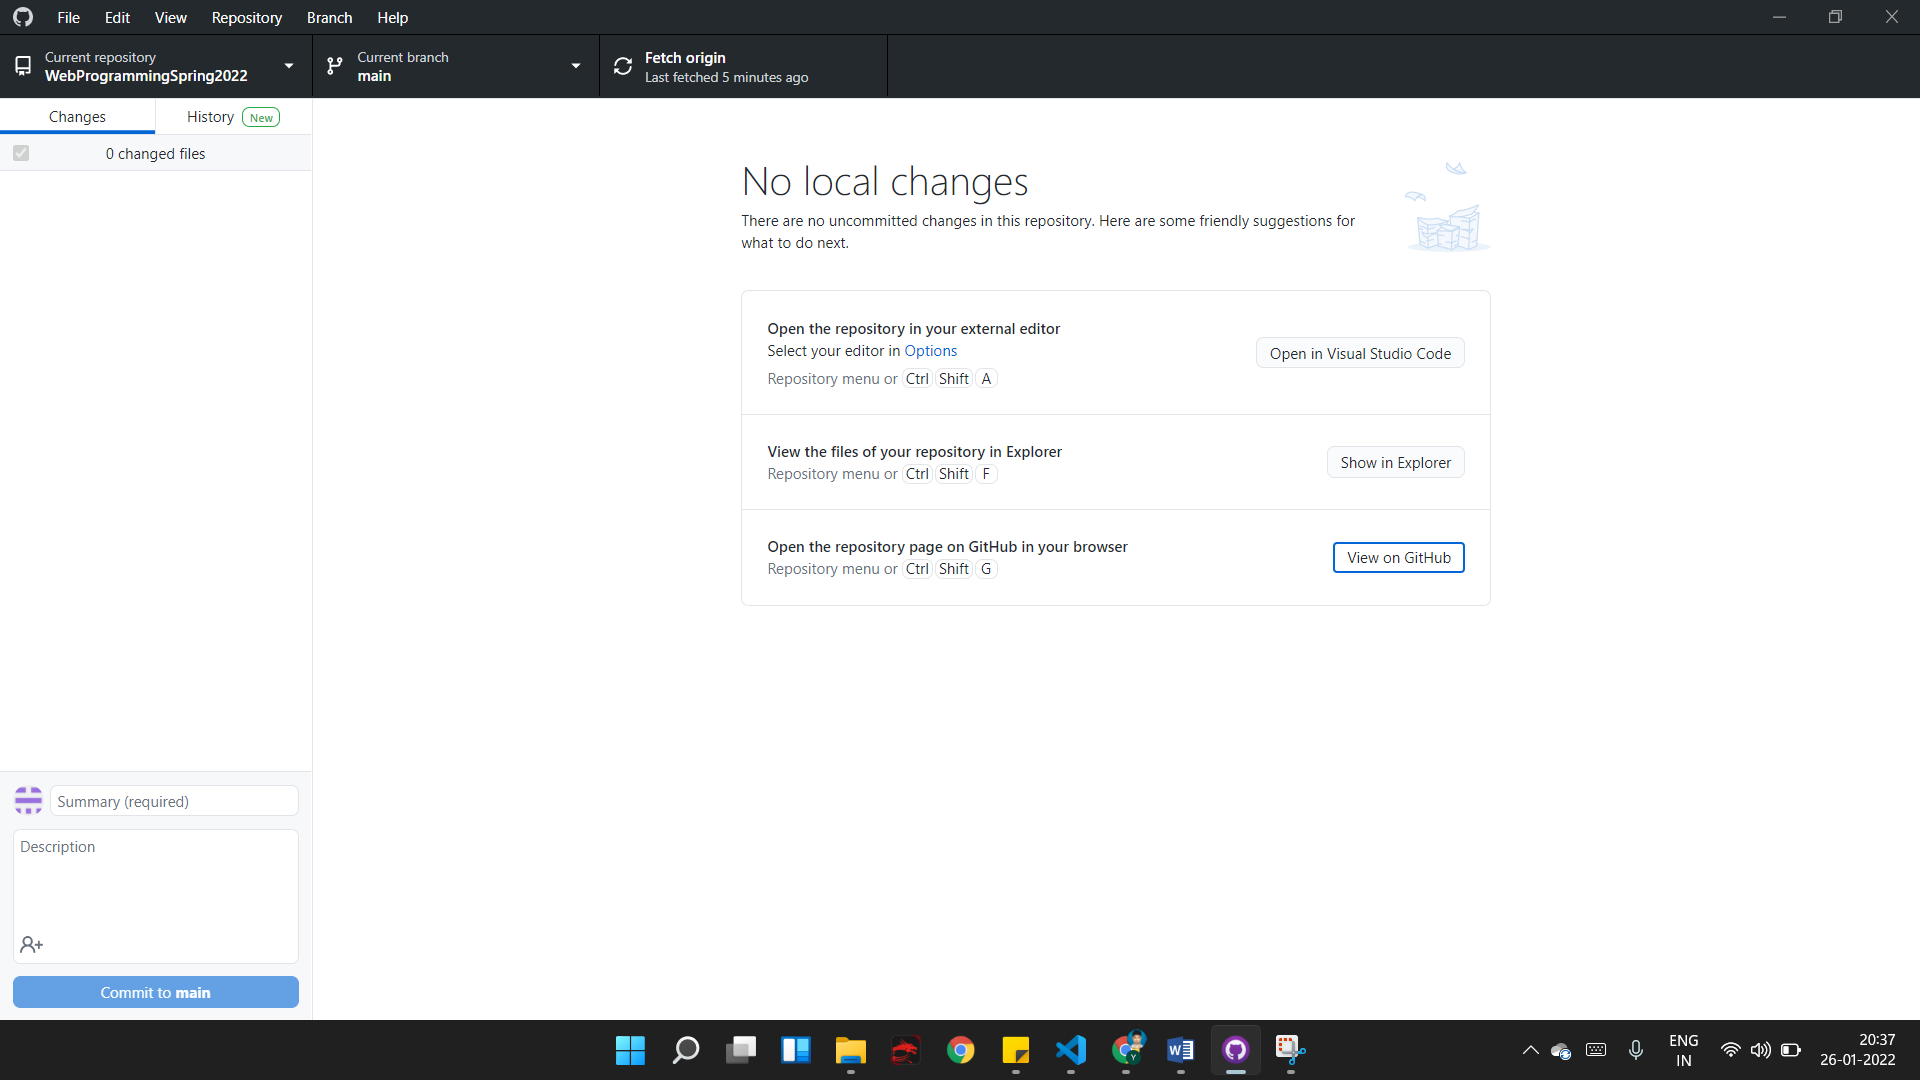 File Edit View Repository Branch Help
Current repository
WebProgrammingSpring2022
Current branch
main
Fetch origin
Last fetched 5 minutes ago
Changes
History New
0 changed files
No local changes
There are no uncommitted changes in this repository. Here are some friendly suggestions for
what to do next.
Open the repository in your external editor
Select your editor in Options
Repository menu or Ctrl Shift A
Open in Visual Studio Code
View the files of your repository in Explorer
Repository menu or Ctrl Shift F
Show in Explorer
Open the repository page on GitHub in your browser
Repository menu or Ctrl Shift G
View on GitHub
Summary (required)
Description
Commit to main
ENG
IN
20:37
26-01-2022